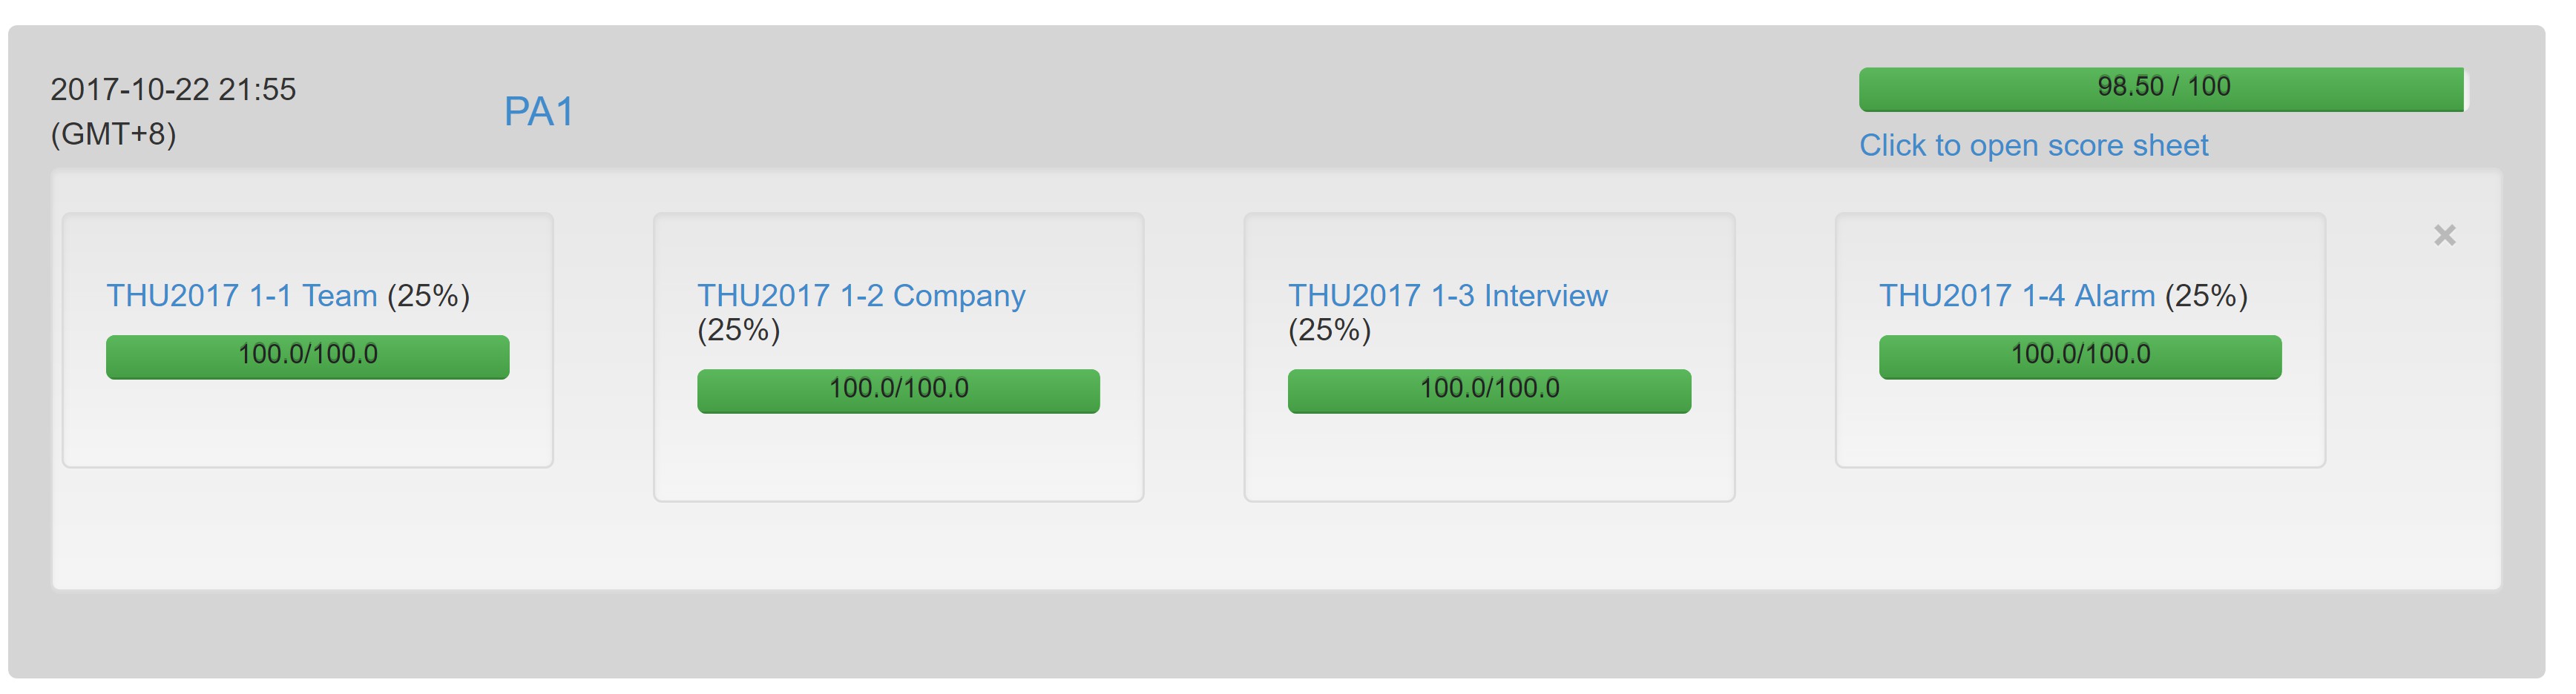 2017-10-22 21:55
(GMT+8)
PA1
98.50 / 100
Click to open score sheet
THU2017 1-1 Team (25%)
100.0/100.0
THU2017 1-2 Company
(25%)
100.0/100.0
THU2017 1-3 Interview
(25%)
100.0/100.0
THU2017 1-4 Alarm (25%)
100.0/100.0
×